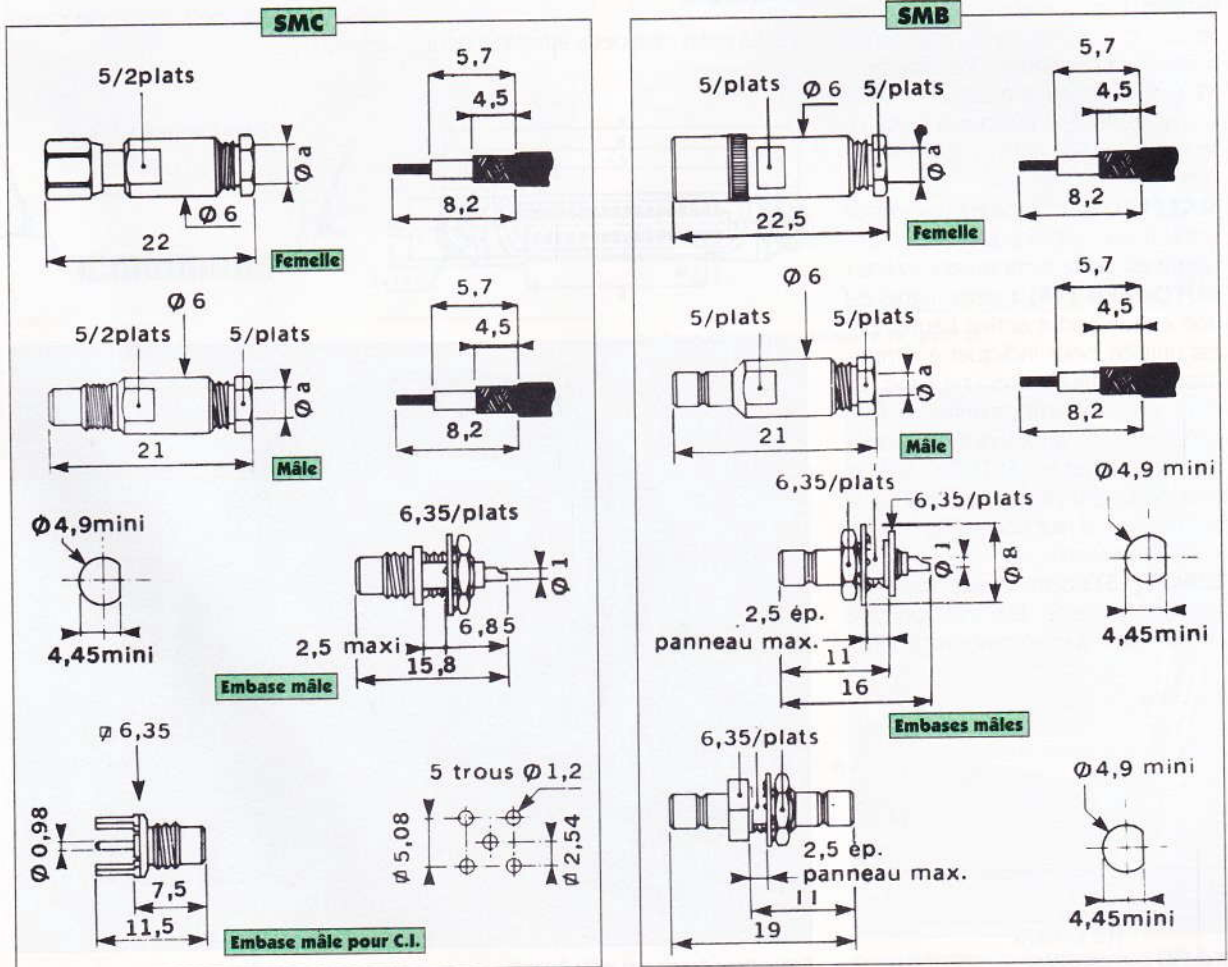 SMC
5/2plats
5,7
4,5
Ø a
8,2
Ø 6
22
Femelle
Ø 6
5/2plats
5/plats
5,7
4,5
Ø a
8,2
21
Mâle
Ø4,9mini
4,45mini
6,35/plats
Ø 1
6,85
2,5 maxi
15,8
Embase mâle
⌀ 6,35
Ø 0,98
7,5
11,5
5 trous Ø 1,2
Ø 5,08
Ø 2,54
Embase mâle pour C.I.
SMB
5/plats
Ø 6
5/plats
5,7
4,5
Ø a
8,2
22,5
Femelle
Ø 6
5/plats
5/plats
5,7
4,5
Ø a
8,2
21
Mâle
6,35/plats
6,35/plats
Ø 1
Ø 8
2,5 ép.
panneau max.
11
16
Ø4,9 mini
4,45mini
Embases mâles
6,35/plats
2,5 ép.
panneau max.
11
19
Ø4,9 mini
4,45mini